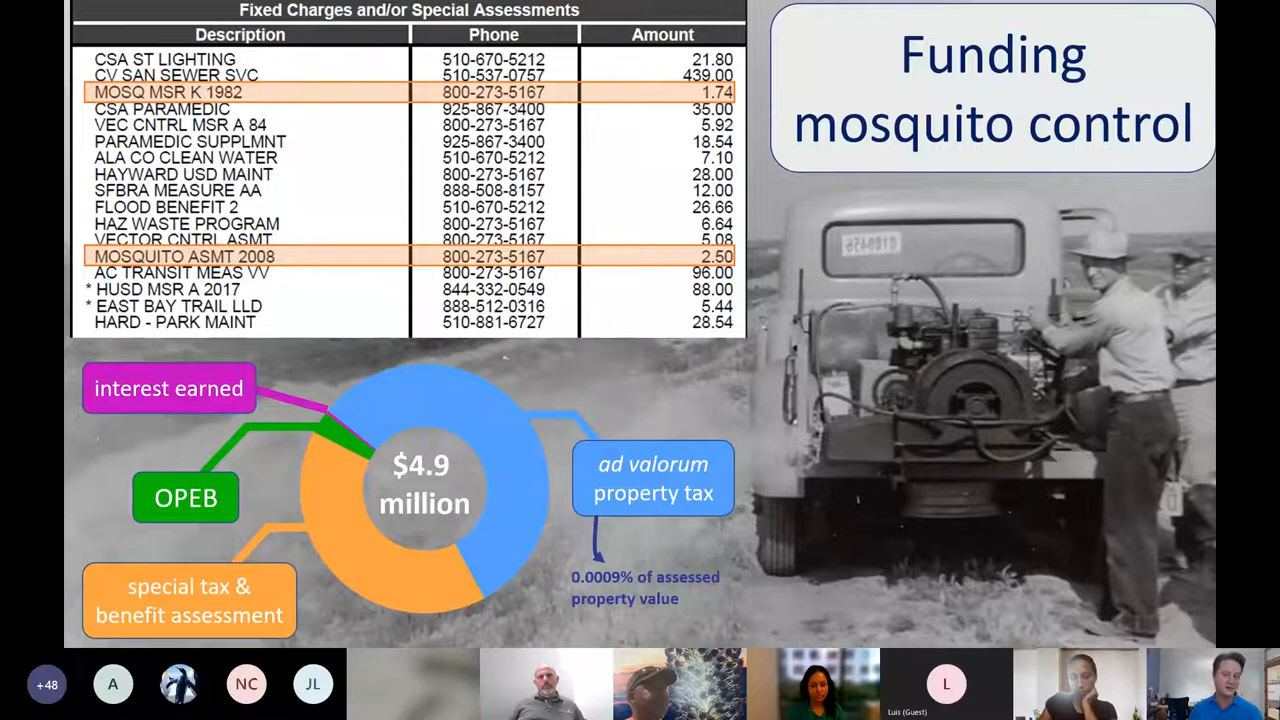 Fixed Charges and/or Special Assessments
Description Phone Amount
CSA ST LIGHTING 510-670-5212 21.80
CV SAN SEWER SVC 510-537-0757 439.00
MOSQ MSR K 1982 800-273-5167 1.74
CSA PARAMEDIC 925-867-3400 35.00
VEC CNTRL MSR A 84 800-273-5167 5.92
PARAMEDIC SUPPLMNT 925-867-3400 18.54
ALA CO CLEAN WATER 510-670-5212 7.10
HAYWARD USD MAINT 800-273-5167 28.00
SFBRA MEASURE AA 888-508-8157 12.00
FLOOD BENEFIT 2 510-670-5212 26.66
HAZ WASTE PROGRAM 800-273-5167 6.64
VECTOR CNTRL ASMT 800-273-5167 5.08
MOSQUITO ASMT 2008 800-273-5167 2.50
AC TRANSIT MEAS VV 800-273-5167 96.00
* HUSD MSR A 2017 844-332-0549 88.00
* EAST BAY TRAIL LLD 888-512-0316 5.44
HARD - PARK MAINT 510-881-6727 28.54
Funding
mosquito control
interest earned
OPEB
special tax &
benefit assessment
$4.9
million
ad valorum
property tax
0.0009% of assessed
property value
+48
A
NC
JL
L
Luis (Guest)